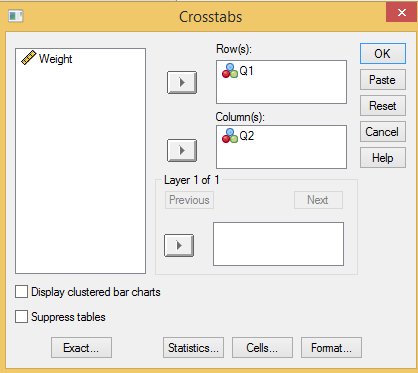 Crosstabs
Weight
Row(s):
Q1
Column(s):
Q2
Layer 1 of 1
Previous
Next
OK
Paste
Reset
Cancel
Help
Display clustered bar charts
Suppress tables
Exact...
Statistics...
Cells...
Format...